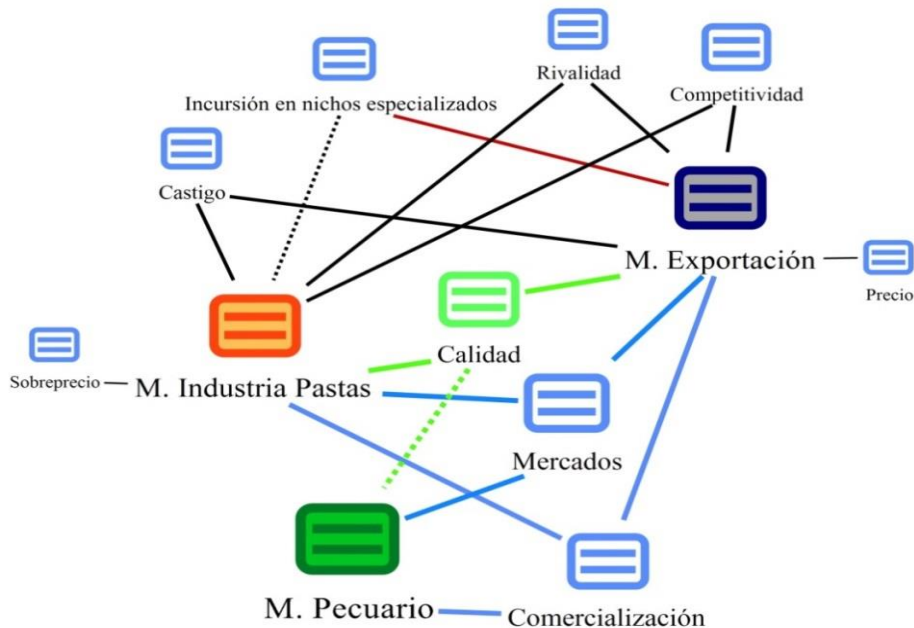 Rivalidad
Competitividad
Incursión en nichos especializados
Castigo
M. Exportación
Precio
Calidad
Sobreprecio
M. Industria Pastas
Mercados
M. Pecuario
Comercialización